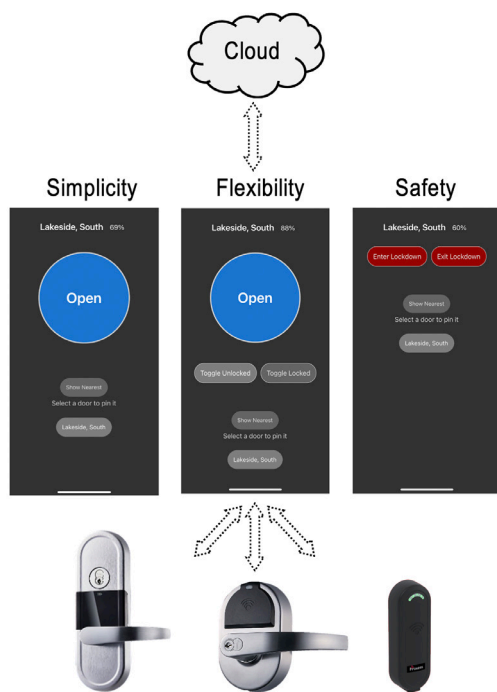 Cloud
Simplicity
Flexibility
Safety
Lakeside, South 69%
Open
Show Nearest
Select a door to pin it
Lakeside, South
Lakeside, South 88%
Open
Toggle Unlocked
Toggle Locked
Show Nearest
Select a door to pin it
Lakeside, South
Lakeside, South 60%
Enter Lockdown
Exit Lockdown
Show Nearest
Select a door to pin it
Lakeside, South